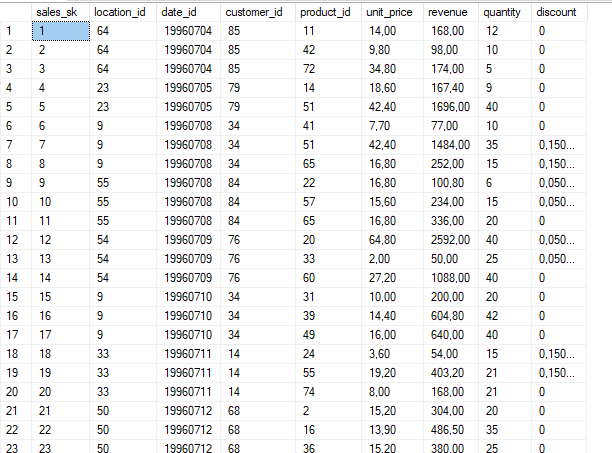 sales_sk location_id date_id customer_id product_id unit_price revenue quantity discount
1 1 64 19960704 85 11 14,00 168,00 12 0
2 2 64 19960704 85 42 9,80 98,00 10 0
3 3 64 19960704 85 72 34,80 174,00 5 0
4 4 23 19960705 79 14 18,60 167,40 9 0
5 5 23 19960705 79 51 42,40 1696,00 40 0
6 6 9 19960708 34 41 7,70 77,00 10 0
7 7 9 19960708 34 51 42,40 1484,00 35 0,150...
8 8 9 19960708 34 65 16,80 252,00 15 0,150...
9 9 55 19960708 84 22 16,80 100,80 6 0,050...
10 10 55 19960708 84 57 15,60 234,00 15 0,050...
11 11 55 19960708 84 65 16,80 336,00 20 0
12 12 54 19960709 76 20 64,80 2592,00 40 0,050...
13 13 54 19960709 76 33 2,00 50,00 25 0,050...
14 14 54 19960709 76 60 27,20 1088,00 40 0
15 15 9 19960710 34 31 10,00 200,00 20 0
16 16 9 19960710 34 39 14,40 604,80 42 0
17 17 9 19960710 34 49 16,00 640,00 40 0
18 18 33 19960711 14 24 3,60 54,00 15 0,150...
19 19 33 19960711 14 55 19,20 403,20 21 0,150...
20 20 33 19960711 14 74 8,00 168,00 21 0
21 21 50 19960712 68 2 15,20 304,00 20 0
22 22 50 19960712 68 16 13,90 486,50 35 0
23 23 50 19960712 68 36 15,20 380,00 25 0